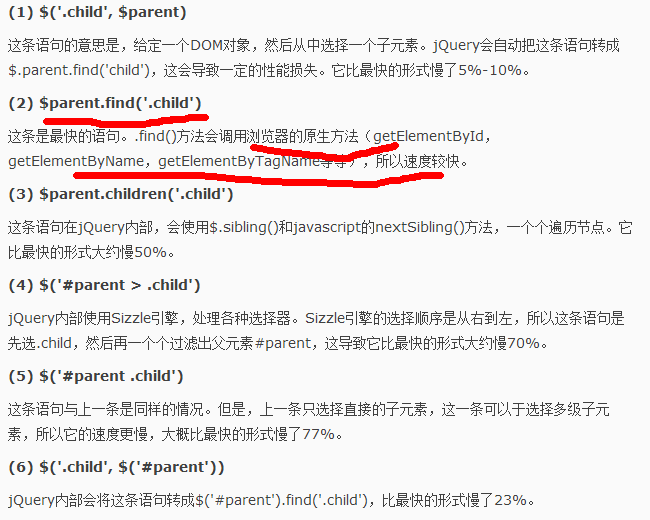 (1) $('.child', $parent)
这条语句的意思是，给定一个DOM对象，然后从中选择一个子元素。jQuery会自动把这条语句转成
$.parent.find('child')，这会导致一定的性能损失。它比最快的形式慢了5%-10%。
(2) $parent.find('.child')
这条是最快的语句。.find()方法会调用浏览器的原生方法（getElementById，
getElementByName，getElementByTagName等等），所以速度较快。
(3) $parent.children('.child')
这条语句在jQuery内部，会使用$.sibling()和javascript的nextSibling()方法，一个个遍历节点。它
比最快的形式大约慢50%。
(4) $('#parent > .child')
jQuery内部使用Sizzle引擎，处理各种选择器。Sizzle引擎的选择顺序是从右到左，所以这条语句是
先选.child，然后再一个个过滤出父元素#parent，这导致它比最快的形式大约慢70%。
(5) $('#parent .child')
这条语句与上一条是同样的情况。但是，上一条只选择直接的子元素，这一条可以于选择多级子元
素，所以它的速度更慢，大概比最快的形式慢了77%。
(6) $('.child', $('#parent'))
jQuery内部会将这条语句转成$('#parent').find('.child')，比最快的形式慢了23%。